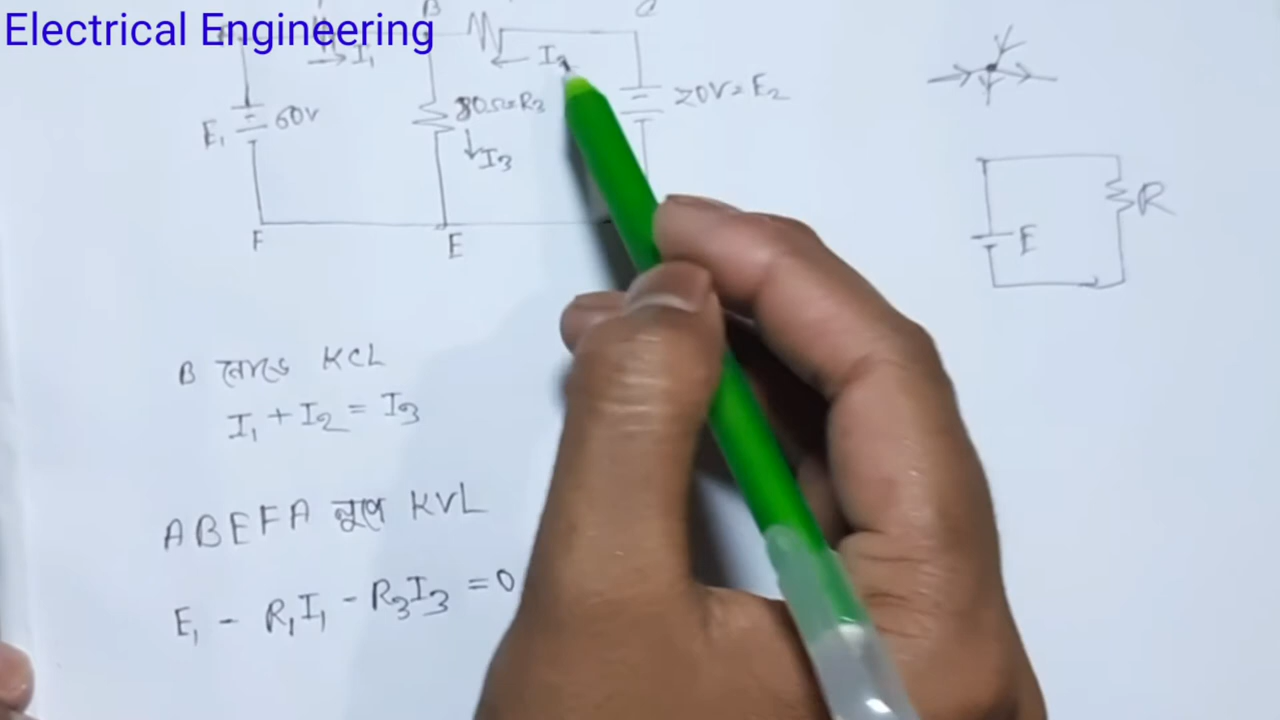 Electrical Engineering
B
I₁
E₁ 60V
80Ω=R₃
I₃
20V=E₂
F
E
E
R
B নোডে KCL
I₁ + I₂ = I₃
ABEFA লুপে KVL
E₁ - R₁I₁ - R₃I₃ = 0